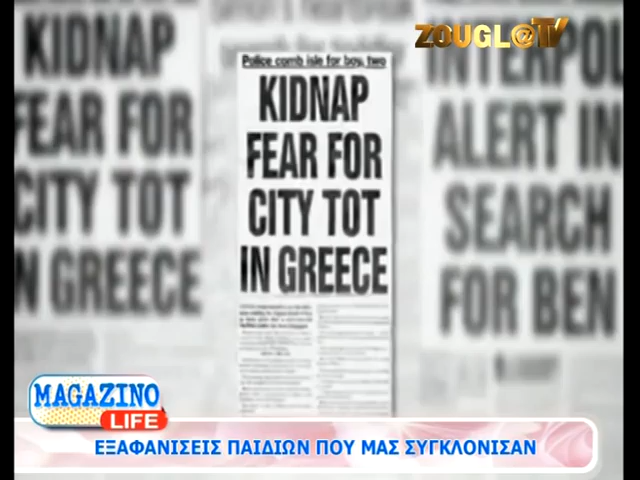 ZOUGL@TV
KIDNAP
FEAR FOR
CITY TOT
IN GREECE
Police comb isle for boy, two
KIDNAP
FEAR FOR
CITY TOT
IN GREECE
INTERPOL
ALERT IN
SEARCH
FOR BEN
MAGAZINO
LIFE
ΕΞΑΦΑΝΙΣΕΙΣ ΠΑΙΔΙΩΝ ΠΟΥ ΜΑΣ ΣΥΓΚΛΟΝΙΣΑΝ